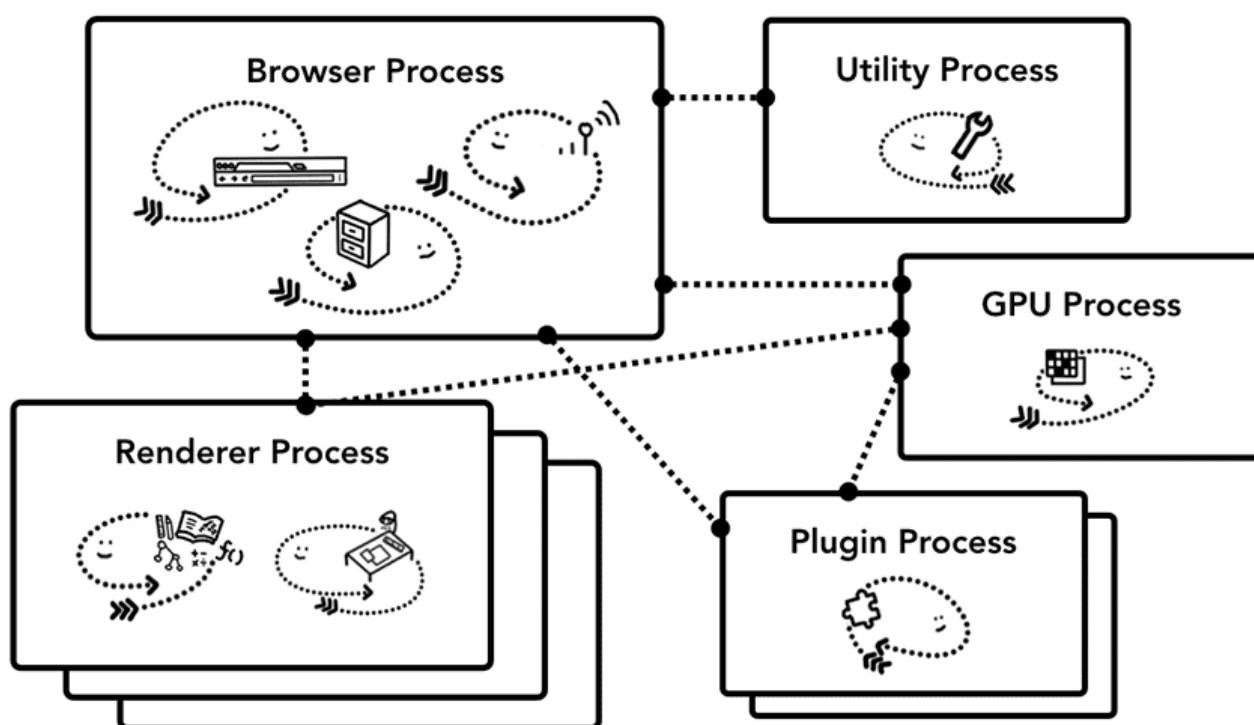 Browser Process
Utility Process
GPU Process
Renderer Process
+-
x÷
f()
Plugin Process